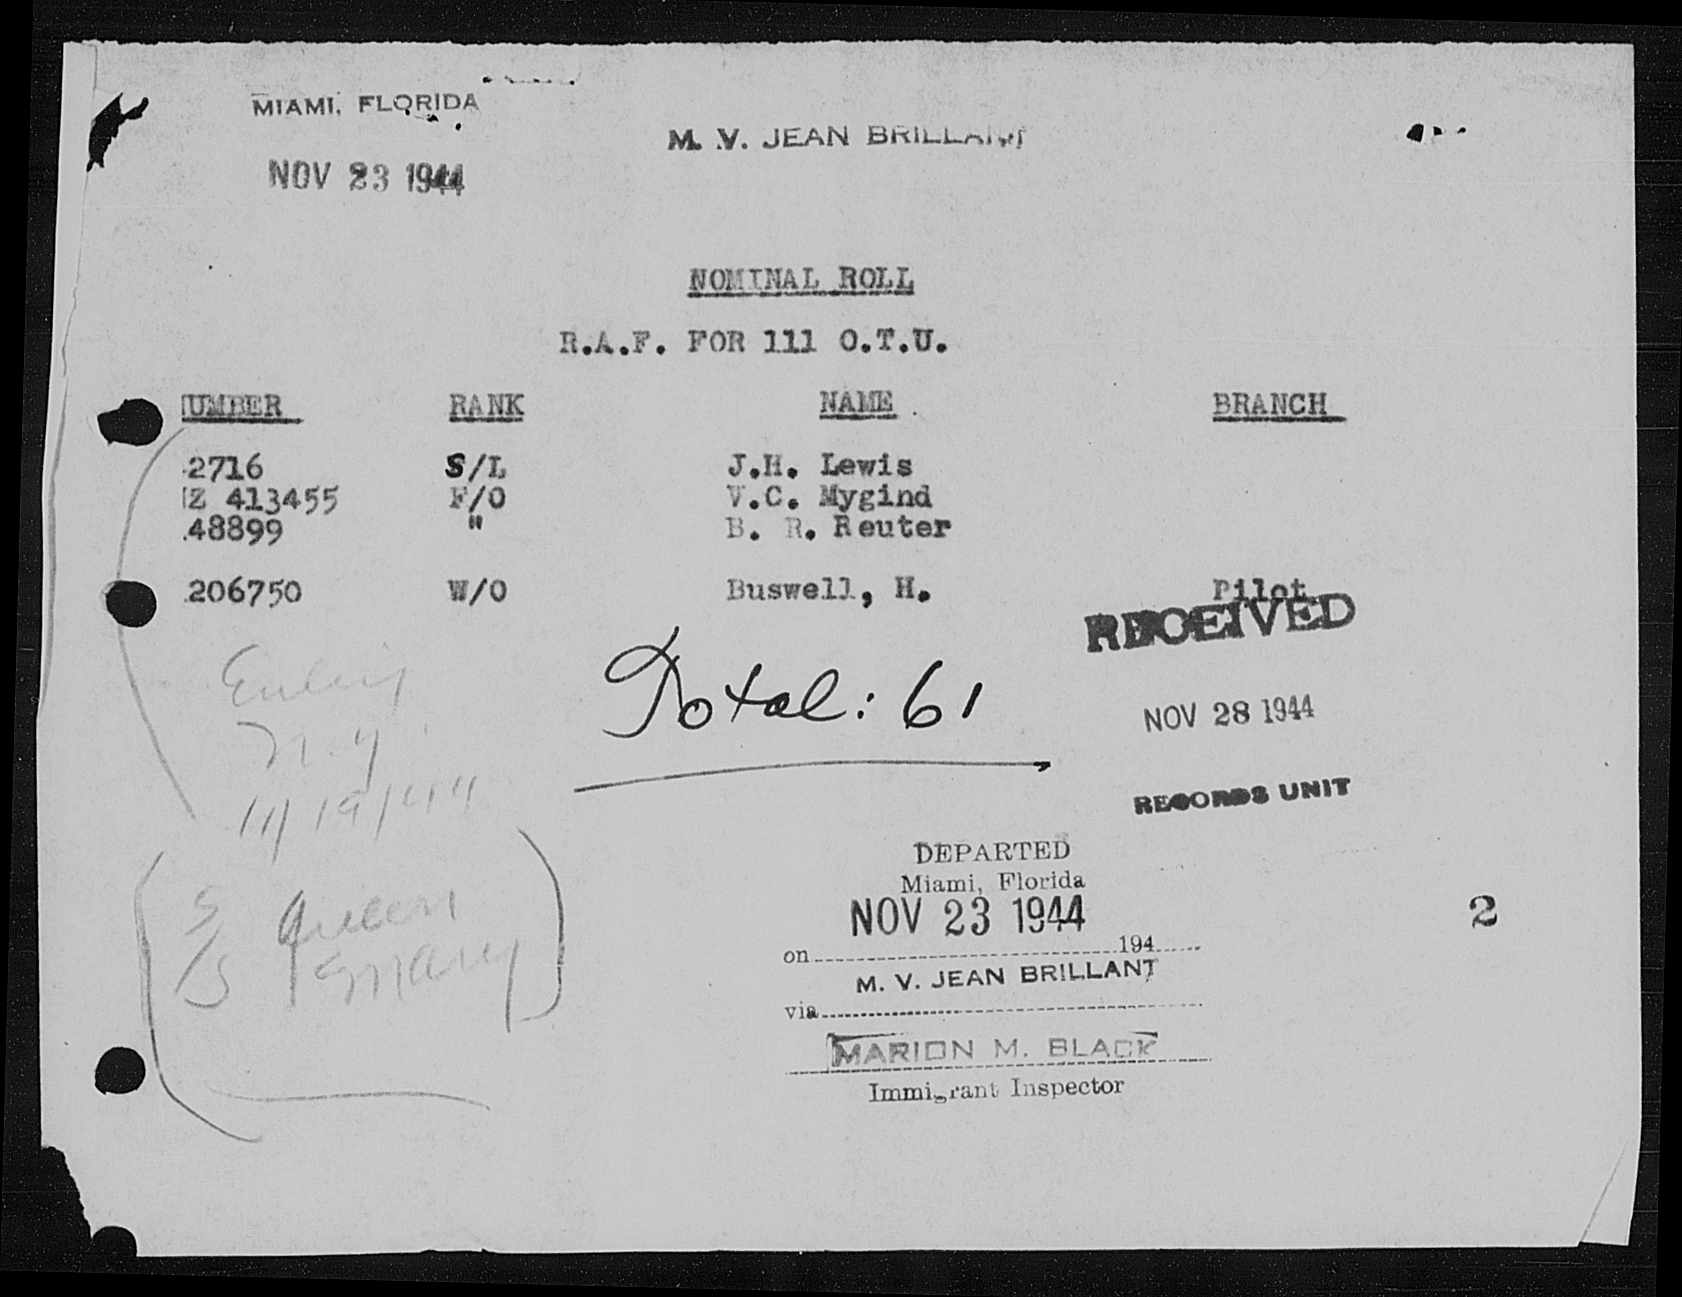 MIAMI, FLORIDA
M. V. JEAN BRILLANT
NOV 23 1944
NOMINAL ROLL
R.A.F. FOR 111 O.T.U.
UMBER RANK NAME BRANCH
2716 S/L J.H. Lewis
Z 413455 F/O V.C. Mygind
48899 " B. R. Reuter
206750 W/O Buswell, H. Pilot
RECEIVED
N.Y.
Total: 61
NOV 28 1944
11/19/44
RECORDS UNIT
DEPARTED
Miami, Florida
NOV 23 1944
on 194
2
S/S Queen Mary
M. V. JEAN BRILLANT
via
MARION M. BLACK
Immigrant Inspector